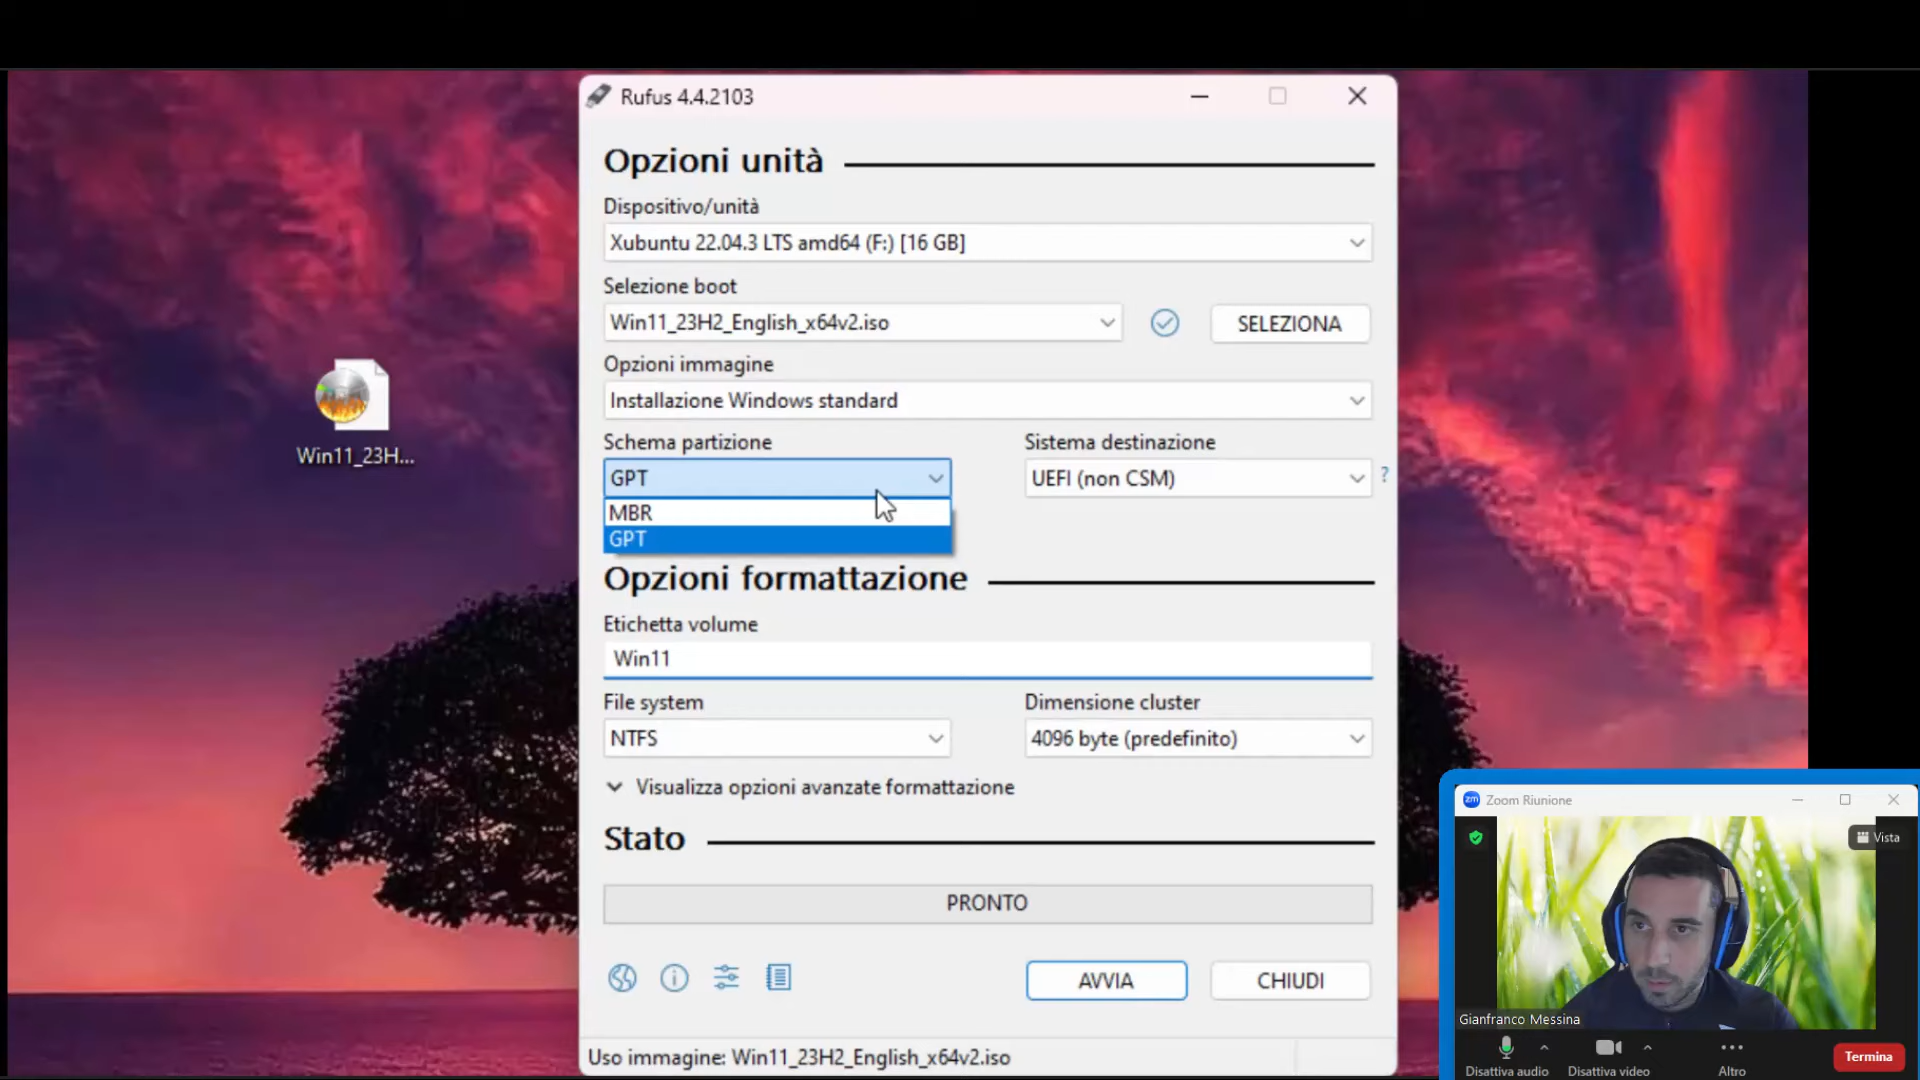 Rufus 4.4.2103
Opzioni unità
Dispositivo/unità
Xubuntu 22.04.3 LTS amd64 (F:) [16 GB]
Selezione boot
Win11_23H2_English_x64v2.iso
SELEZIONA
Opzioni immagine
Installazione Windows standard
Schema partizione
Sistema destinazione
GPT
UEFI (non CSM)
?
MBR
GPT
Opzioni formattazione
Etichetta volume
Win11
File system
Dimensione cluster
NTFS
4096 byte (predefinito)
Visualizza opzioni avanzate formattazione
Stato
PRONTO
AVVIA
CHIUDI
Uso immagine: Win11_23H2_English_x64v2.iso
Win11_23H...
zm Zoom Riunione
Vista
Gianfranco Messina
Disattiva audio
Disattiva video
Altro
Termina